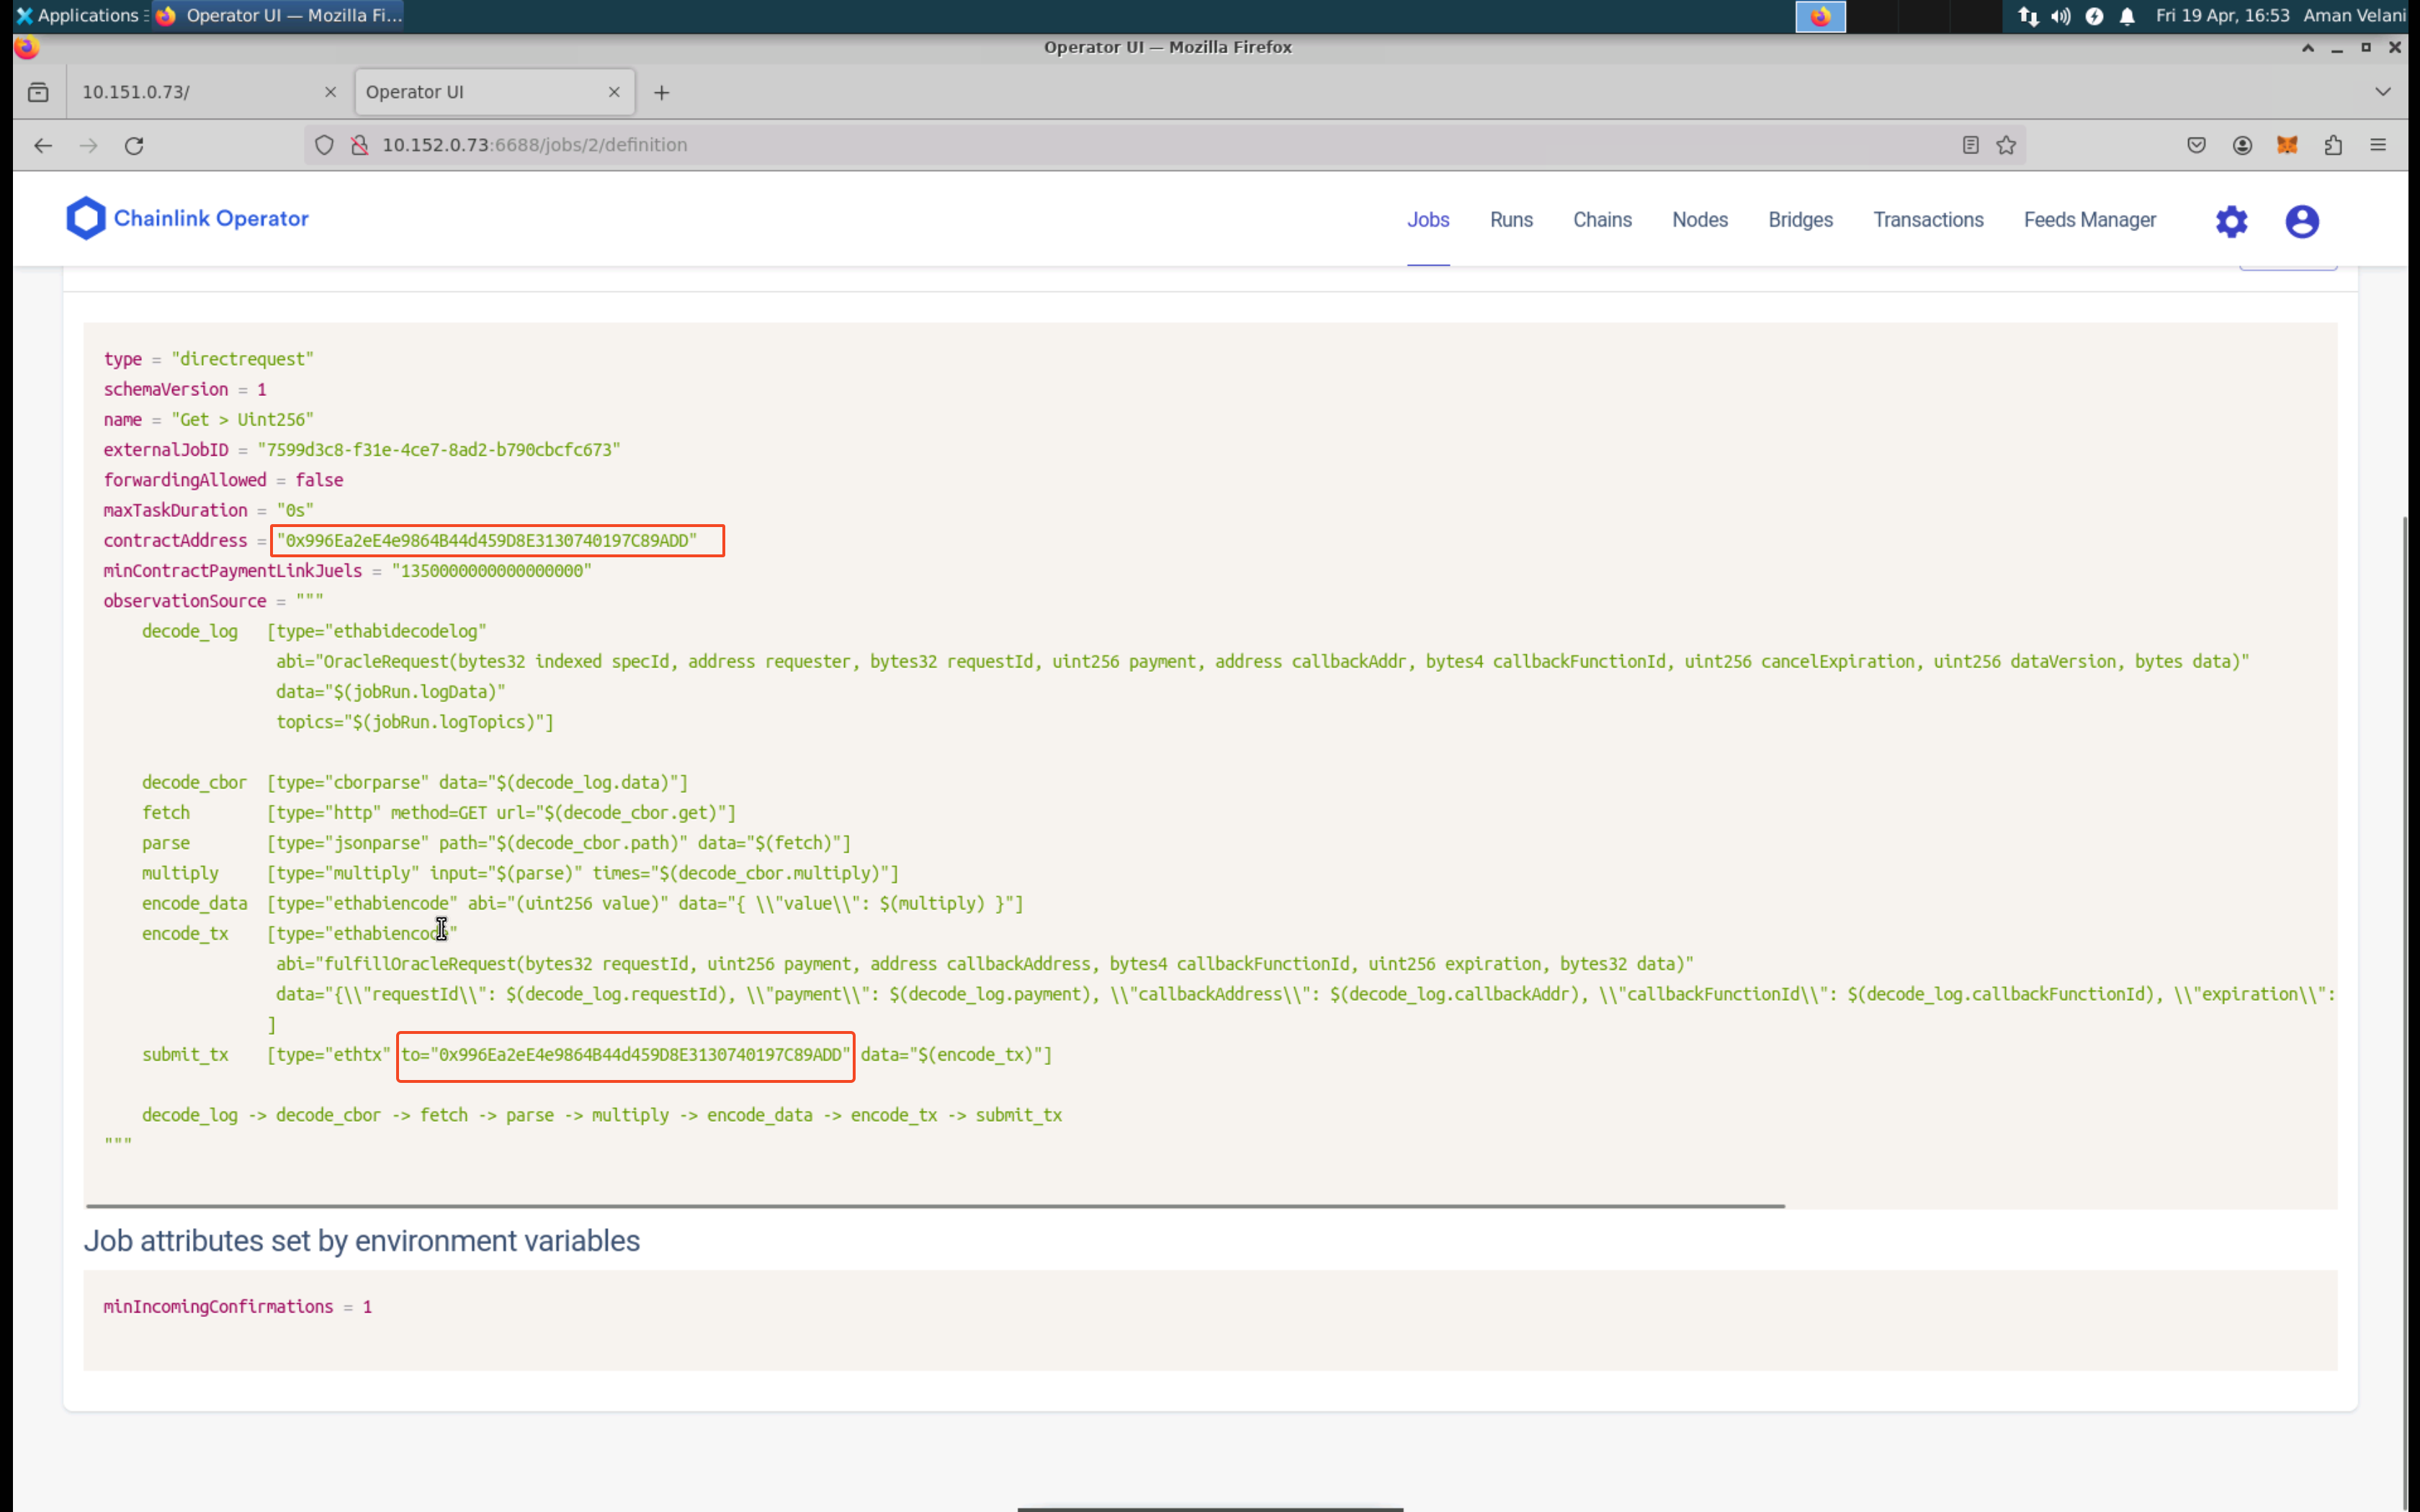 Applications
Operator UI — Mozilla Fi...
Fri 19 Apr, 16:53
Aman Velani
Operator UI — Mozilla Firefox
10.151.0.73/
Operator UI
10.152.0.73:6688/jobs/2/definition
Chainlink Operator
Jobs
Runs
Chains
Nodes
Bridges
Transactions
Feeds Manager
type = "directrequest"
schemaVersion = 1
name = "Get > Uint256"
externalJobID = "7599d3c8-f31e-4ce7-8ad2-b790cbcfc673"
forwardingAllowed = false
maxTaskDuration = "0s"
contractAddress = "0x996Ea2eE4e9864B44d459D8E3130740197C89ADD"
minContractPaymentLinkJuels = "1350000000000000000"
observationSource = """
decode_log [type="ethabidecodelog"
abi="OracleRequest(bytes32 indexed specId, address requester, bytes32 requestId, uint256 payment, address callbackAddr, bytes4 callbackFunctionId, uint256 cancelExpiration, uint256 dataVersion, bytes data)"
data="$(jobRun.logData)"
topics="$(jobRun.logTopics)"]
decode_cbor [type="cborparse" data="$(decode_log.data)"]
fetch [type="http" method=GET url="$(decode_cbor.get)"]
parse [type="jsonparse" path="$(decode_cbor.path)" data="$(fetch)"]
multiply [type="multiply" input="$(parse)" times="$(decode_cbor.multiply)"]
encode_data [type="ethabiencode" abi="(uint256 value)" data="{ \\"value\\": $(multiply) }"]
encode_tx [type="ethabiencode"
abi="fulfillOracleRequest(bytes32 requestId, uint256 payment, address callbackAddress, bytes4 callbackFunctionId, uint256 expiration, bytes32 data)"
data="{\\"requestId\\": $(decode_log.requestId), \\"payment\\": $(decode_log.payment), \\"callbackAddress\\": $(decode_log.callbackAddr), \\"callbackFunctionId\\": $(decode_log.callbackFunctionId), \\"expiration\\":
]
submit_tx [type="ethtx" to="0x996Ea2eE4e9864B44d459D8E3130740197C89ADD" data="$(encode_tx)"]
decode_log -> decode_cbor -> fetch -> parse -> multiply -> encode_data -> encode_tx -> submit_tx
"""
Job attributes set by environment variables
minIncomingConfirmations = 1